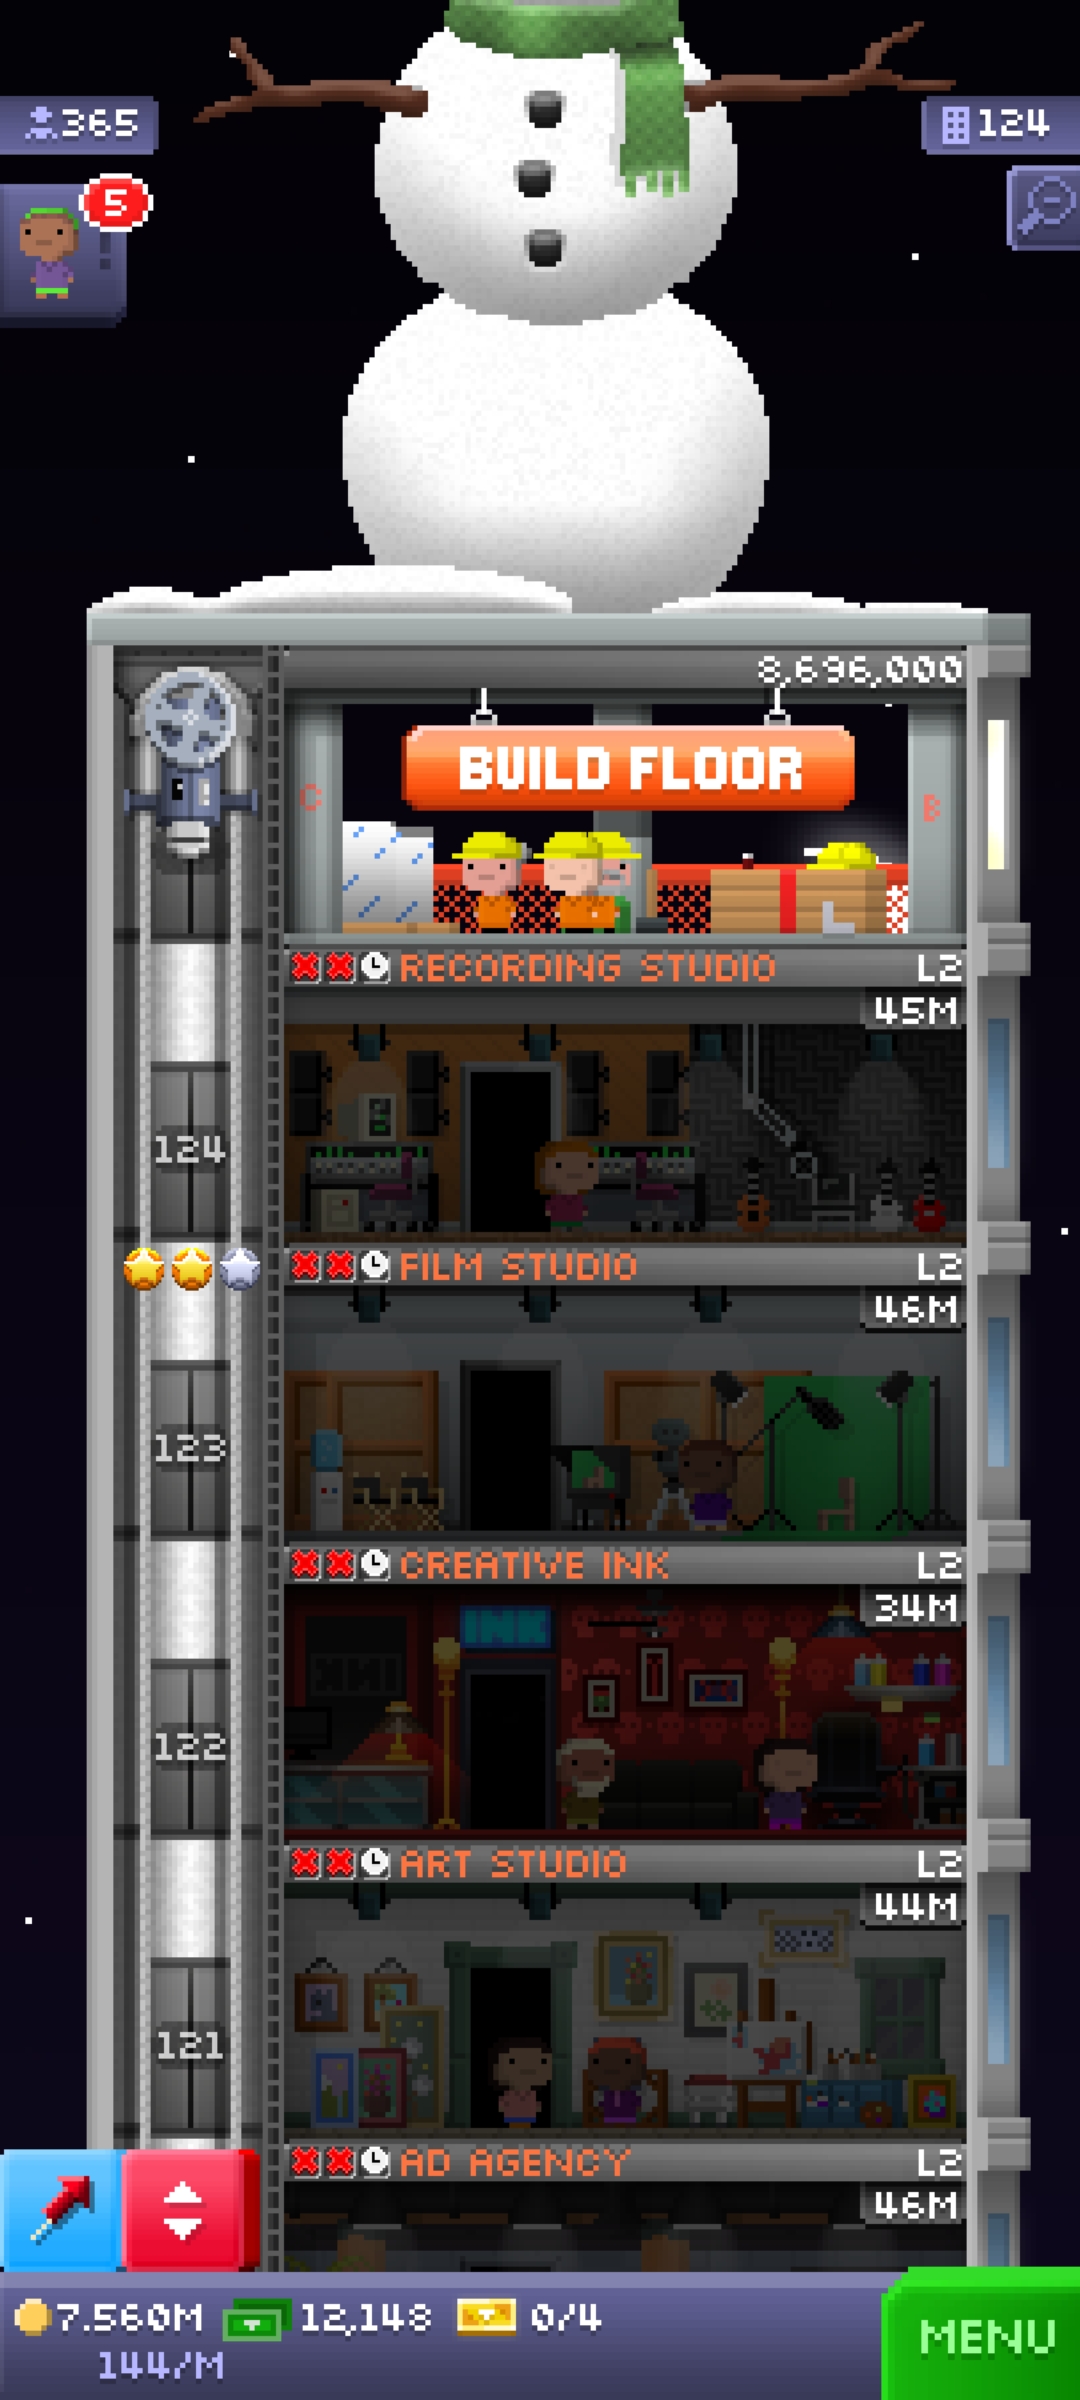 365
124
5
8,696,000
BUILD FLOOR
C
B
RECORDING STUDIO L2
45M
124
FILM STUDIO L2
46M
123
CREATIVE INK L2
34M
INK
122
ART STUDIO L2
44M
121
AD AGENCY L2
46M
7.560M 12,148 0/4
144/M
MENU